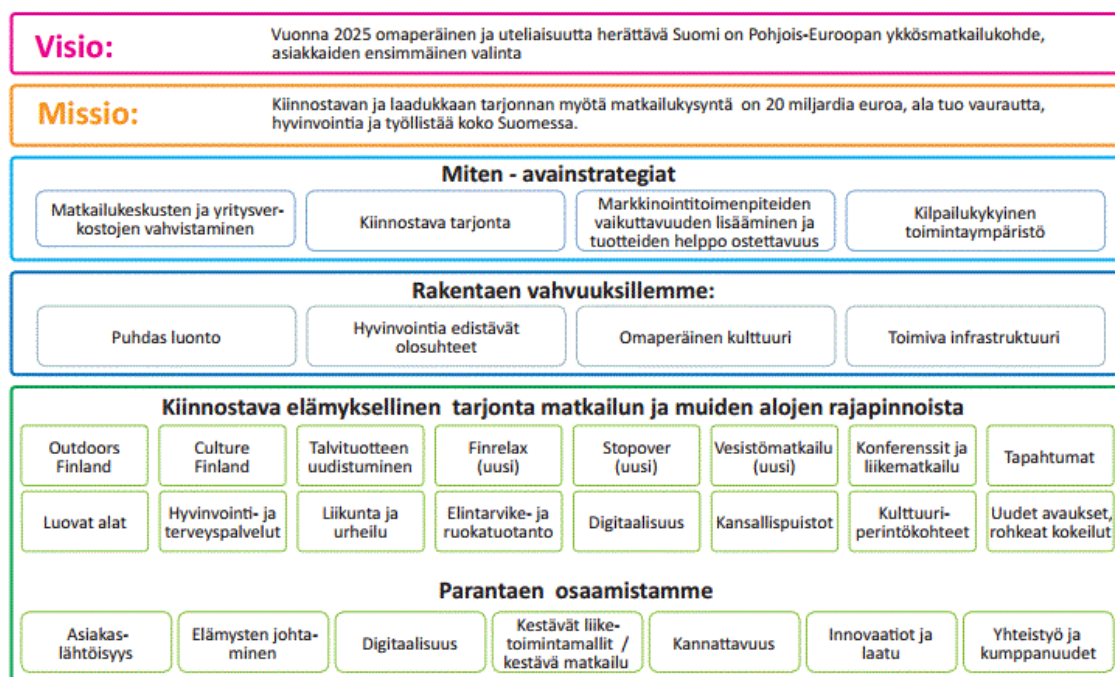 Visio:
Vuonna 2025 omaperäinen ja uteliaisuutta herättävä Suomi on Pohjois-Euroopan ykkösmatkailukohde,
asiakkaiden ensimmäinen valinta
Missio:
Kiinnostavan ja laadukkaan tarjonnan myötä matkailukysyntä on 20 miljardia euroa, ala tuo vaurautta,
hyvinvointia ja työllistää koko Suomessa.
Miten - avainstrategiat
Matkailukeskusten ja yritysver-
kostojen vahvistaminen
Kiinnostava tarjonta
Markkinointitoimenpiteiden
vaikuttavuuden lisääminen ja
tuotteiden helppo ostettavuus
Kilpailukykyinen
toimintaympäristö
Rakentaen vahvuuksillemme:
Puhdas luonto
Hyvinvointia edistävät
olosuhteet
Omaperäinen kulttuuri
Toimiva infrastruktuuri
Kiinnostava elämyksellinen tarjonta matkailun ja muiden alojen rajapinnoista
Outdoors
Finland
Culture
Finland
Talvituotteen
uudistuminen
Finrelax
(uusi)
Stopover
(uusi)
Vesistömatkailu
(uusi)
Konferenssit ja
liikematkailu
Tapahtumat
Luovat alat
Hyvinvointi- ja
terveyspalvelut
Liikunta ja
urheilu
Elintarvike- ja
ruokatuotanto
Digitaalisuus
Kansallispuistot
Kulttuuri-
perintökohteet
Uudet avaukset,
rohkeat kokeilut
Parantaen osaamistamme
Asiakas-
lähtöisyys
Elämysten johta-
minen
Digitaalisuus
Kestävät liike-
toimintamallit /
kestävä matkailu
Kannattavuus
Innovaatiot ja
laatu
Yhteistyö ja
kumppanuudet